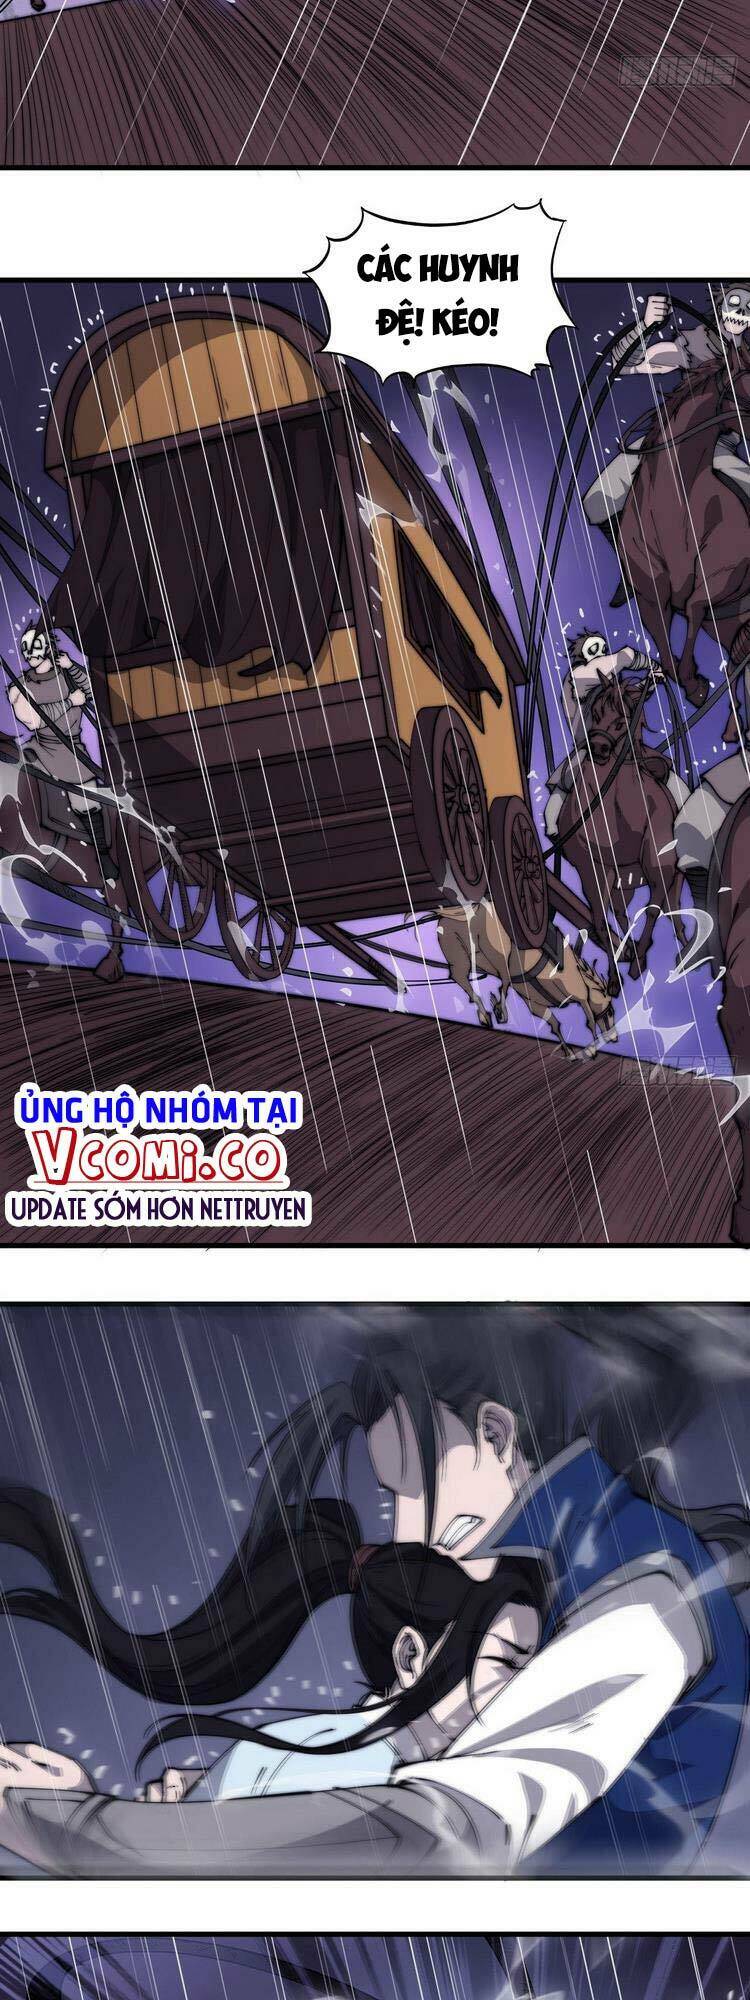 CÁC HUYNH
ĐỆ! KÉO!
ỦNG HỘ NHÓM TẠI
VCOMI.CO
UPDATE SỚM HƠN NETTRUYEN